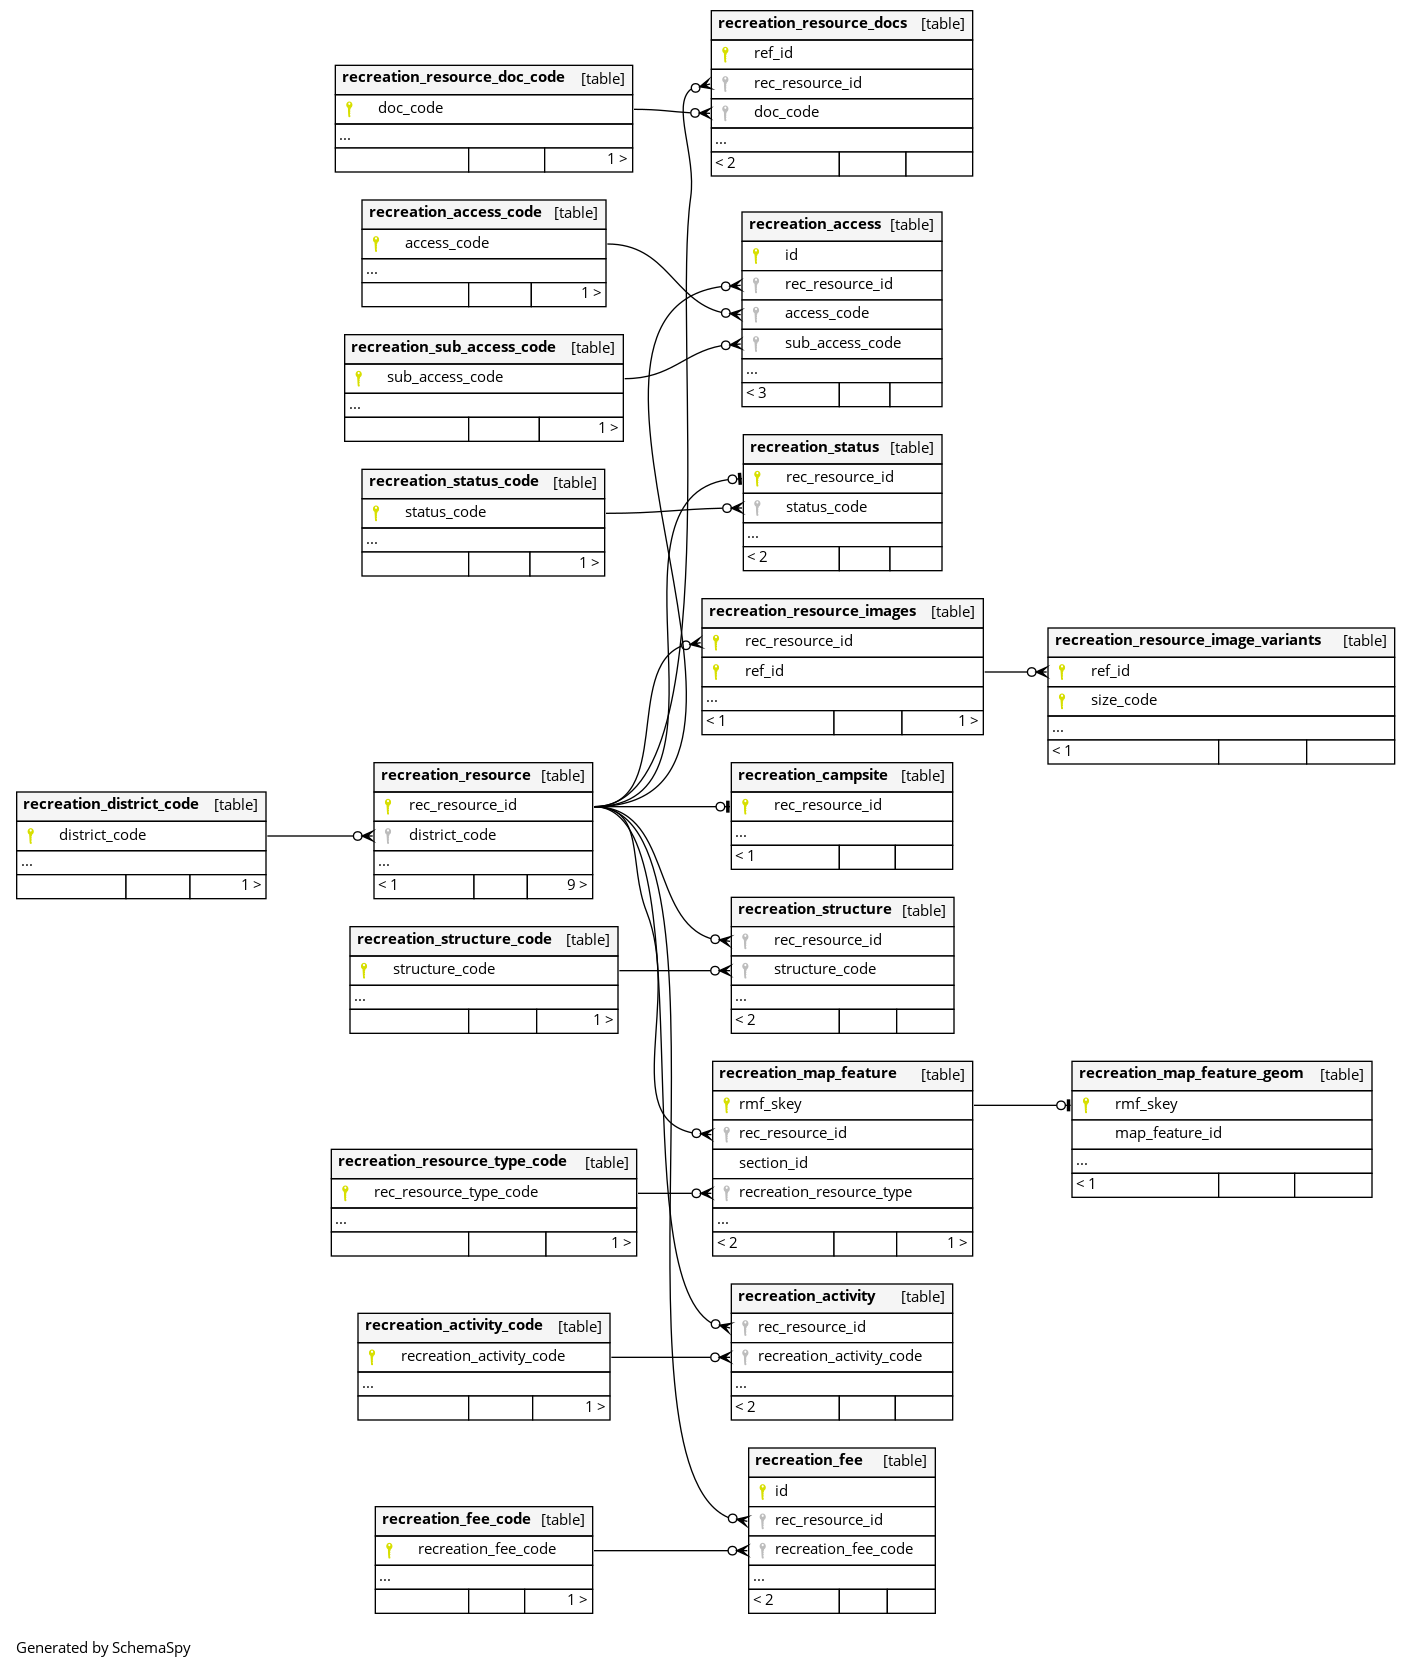 recreation_resource_docs [table]
ref_id
rec_resource_id
doc_code
...
< 2
recreation_resource_doc_code [table]
doc_code
...
1 >
recreation_access_code [table]
access_code
...
1 >
recreation_access [table]
id
rec_resource_id
access_code
sub_access_code
...
< 3
recreation_sub_access_code [table]
sub_access_code
...
1 >
recreation_status [table]
rec_resource_id
status_code
...
< 2
recreation_status_code [table]
status_code
...
1 >
recreation_resource_images [table]
rec_resource_id
ref_id
...
< 1 1 >
recreation_resource_image_variants [table]
ref_id
size_code
...
< 1
recreation_district_code [table]
district_code
...
1 >
recreation_resource [table]
rec_resource_id
district_code
...
< 1 9 >
recreation_campsite [table]
rec_resource_id
...
< 1
recreation_structure [table]
rec_resource_id
structure_code
...
< 2
recreation_structure_code [table]
structure_code
...
1 >
recreation_map_feature [table]
rmf_skey
rec_resource_id
section_id
recreation_resource_type
...
< 2 1 >
recreation_map_feature_geom [table]
rmf_skey
map_feature_id
...
< 1
recreation_resource_type_code [table]
rec_resource_type_code
...
1 >
recreation_activity [table]
rec_resource_id
recreation_activity_code
...
< 2
recreation_activity_code [table]
recreation_activity_code
...
1 >
recreation_fee [table]
id
rec_resource_id
recreation_fee_code
...
< 2
recreation_fee_code [table]
recreation_fee_code
...
1 >
Generated by SchemaSpy